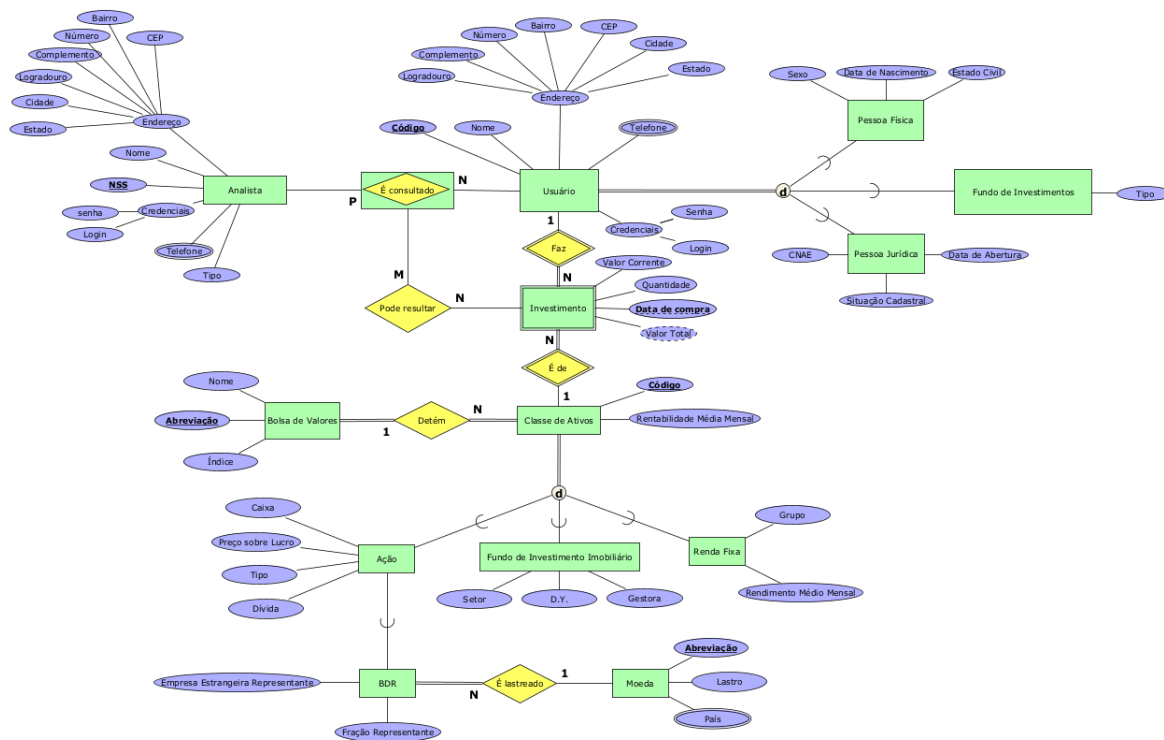 Bairro
Número
CEP
Complemento
Logradouro
Cidade
Estado
Endereço
Nome
NSS
senha
Credenciais
Login
Telefone
Tipo
Analista
É consultado
P
N
M
Pode resultar
N
Bairro
CEP
Número
Cidade
Complemento
Estado
Logradouro
Endereço
Código
Nome
Telefone
Usuário
Credenciais
Senha
Login
1
Faz
N
d
Sexo
Data de Nascimento
Estado Civil
Pessoa Física
Fundo de Investimentos
Tipo
Pessoa Jurídica
CNAE
Data de Abertura
Situação Cadastral
Valor Corrente
Quantidade
Investimento
Data de compra
Valor Total
N
É de
1
Código
Classe de Ativos
Rentabilidade Média Mensal
Nome
Abreviação
Índice
Bolsa de Valores
1
Detém
N
d
Caixa
Preço sobre Lucro
Tipo
Dívida
Ação
Fundo de Investimento Imobiliário
Setor
D.Y.
Gestora
Renda Fixa
Grupo
Rendimento Médio Mensal
Empresa Estrangeira Representante
BDR
Fração Representante
N
É lastreado
1
Moeda
Abreviação
Lastro
País